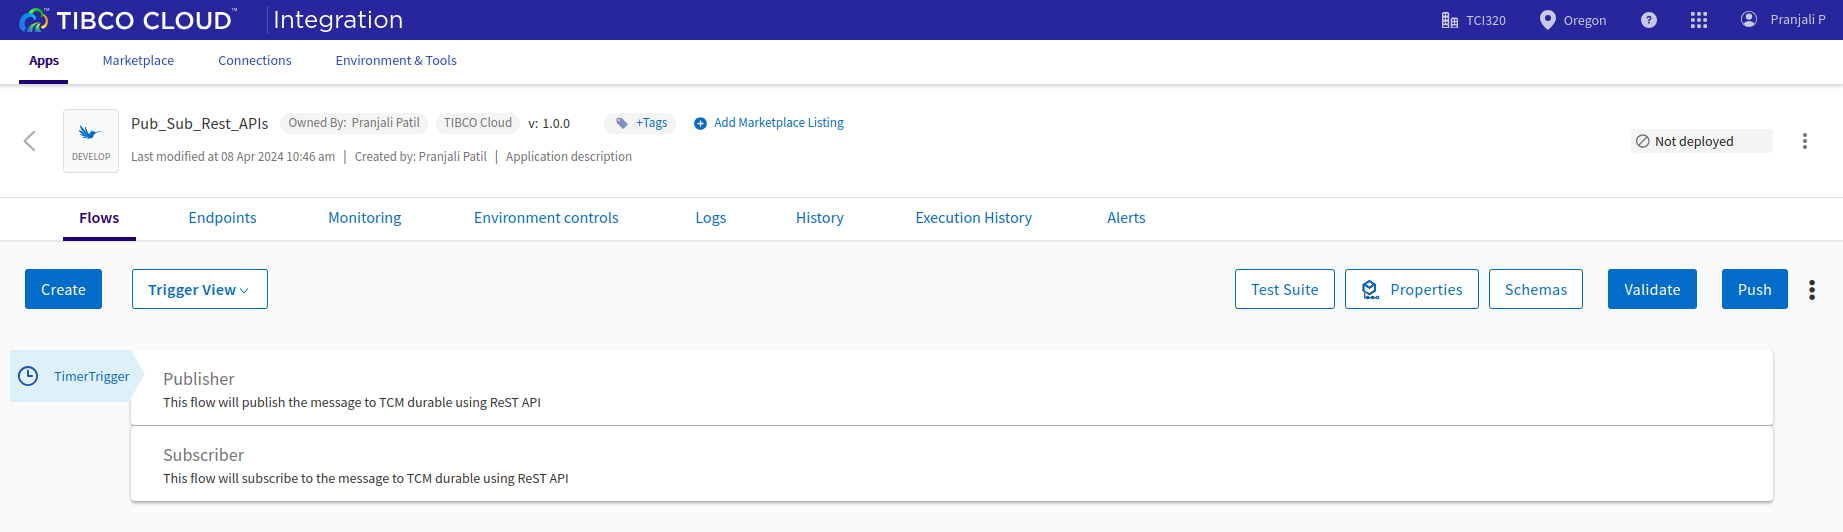 TIBCO CLOUD™ Integration TCI320 Oregon ? Pranjali P
Apps Marketplace Connections Environment & Tools
Pub_Sub_Rest_APIs Owned By: Pranjali Patil TIBCO Cloud v: 1.0.0 +Tags Add Marketplace Listing
DEVELOP
Last modified at 08 Apr 2024 10:46 am | Created by: Pranjali Patil | Application description
Not deployed
Flows Endpoints Monitoring Environment controls Logs History Execution History Alerts
Create Trigger View Test Suite Properties Schemas Validate Push
TimerTrigger
Publisher
This flow will publish the message to TCM durable using ReST API
Subscriber
This flow will subscribe to the message to TCM durable using ReST API